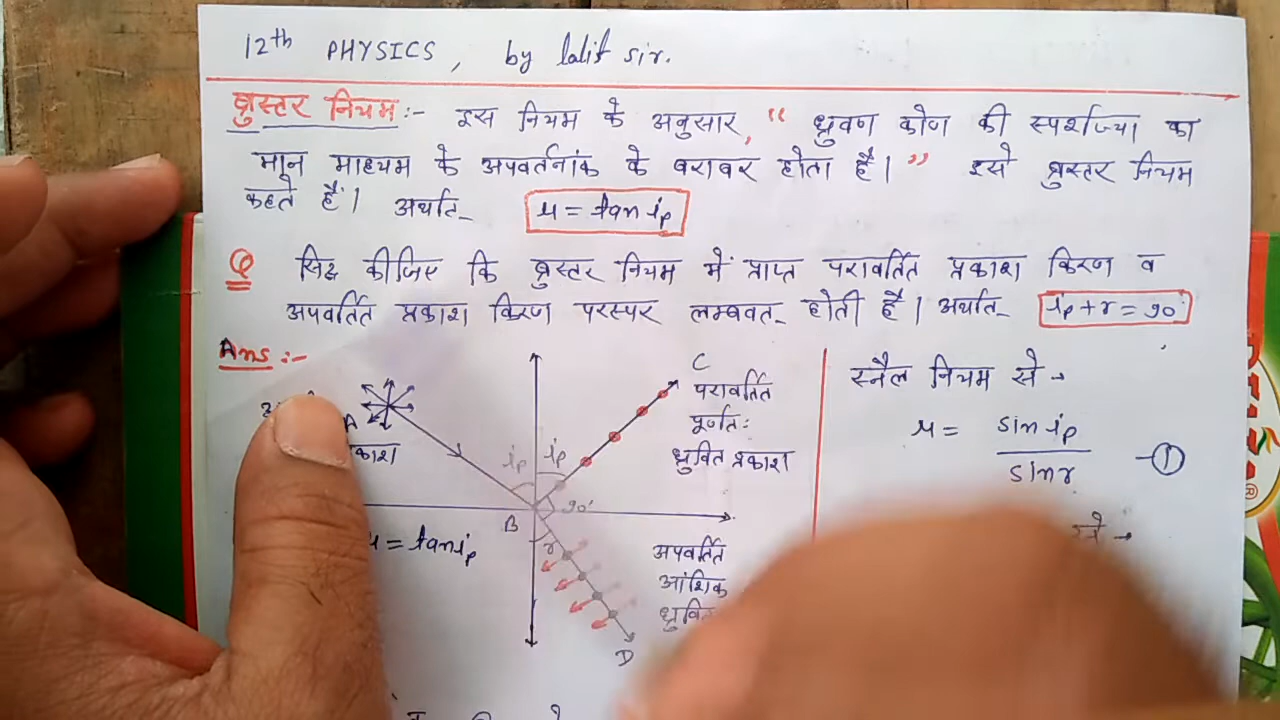 12th PHYSICS, by lalit sir.
ब्रुस्टर नियम :- इस नियम के अनुसार, " ध्रुवण कोण की स्पर्शज्या का
मान माध्यम के अपवर्तनांक के बराबर होता है। " इसे ब्रुस्टर नियम
कहते हैं। अर्थात् μ = tan ip
Q सिद्ध कीजिए कि ब्रुस्टर नियम में प्राप्त परावर्तित प्रकाश किरण व
अपवर्तित प्रकाश किरण परस्पर लम्बवत् होती है। अर्थात् ip + r = 90°
Ans :-
A
C
परावर्तित
पूर्णतः
ध्रुवित प्रकाश
ip ip
90°
B
r
μ = tan ip
अपवर्तित
आंशिक
ध्रुवित
D
स्नैल नियम से →
μ = sin ip
sin r
— ①
से →